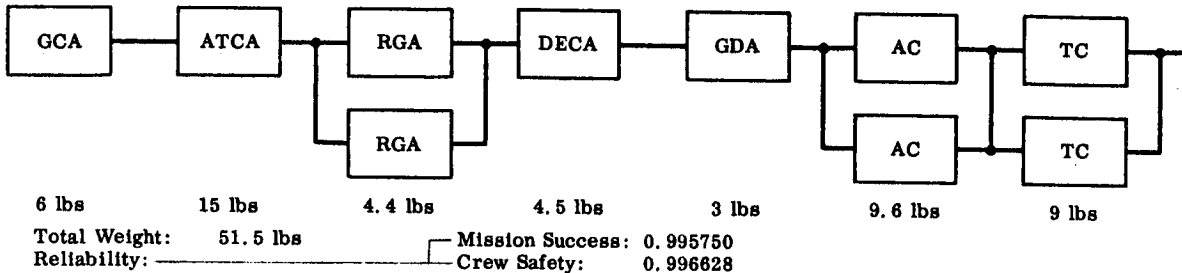 GCA ATCA RGA DECA GDA AC TC
RGA AC TC
6 lbs 15 lbs 4.4 lbs 4.5 lbs 3 lbs 9.6 lbs 9 lbs
Total Weight: 51.5 lbs Mission Success: 0.995750
Reliability: Crew Safety: 0.996628